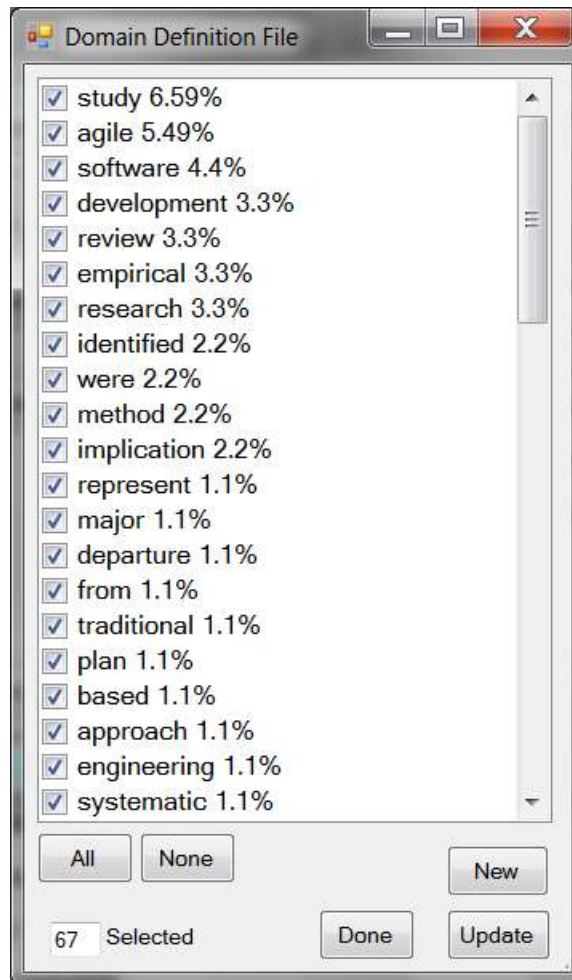 Domain Definition File
study 6.59%
agile 5.49%
software 4.4%
development 3.3%
review 3.3%
empirical 3.3%
research 3.3%
identified 2.2%
were 2.2%
method 2.2%
implication 2.2%
represent 1.1%
major 1.1%
departure 1.1%
from 1.1%
traditional 1.1%
plan 1.1%
based 1.1%
approach 1.1%
engineering 1.1%
systematic 1.1%
All None
New
67 Selected Done Update